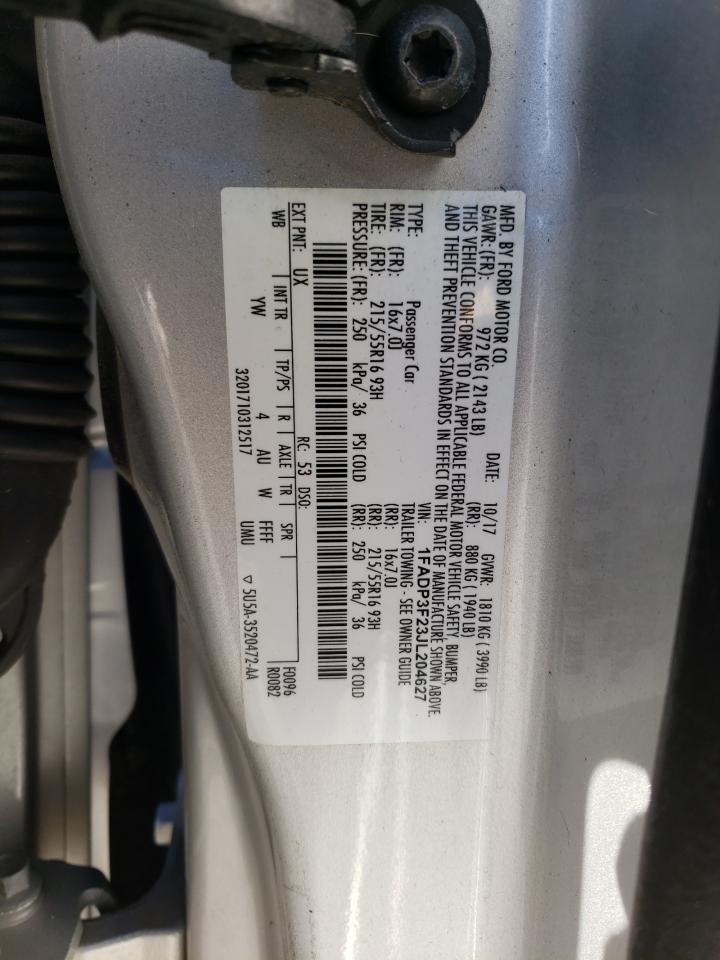 MFD. BY FORD MOTOR CO.
DATE: 10/17 GVWR: 1810 KG ( 3990 LB)
GAWR: (FR): 972 KG ( 2143 LB) (RR): 880 KG ( 1940 LB)
THIS VEHICLE CONFORMS TO ALL APPLICABLE FEDERAL MOTOR VEHICLE SAFETY, BUMPER,
AND THEFT PREVENTION STANDARDS IN EFFECT ON THE DATE OF MANUFACTURE SHOWN ABOVE.
VIN: 1FADP3F23JL204627
TYPE: Passenger Car TRAILER TOWING - SEE OWNER GUIDE
RIM: (FR): 16x7.0J (RR): 16x7.0J
TIRE: (FR): 215/55R16 93H (RR): 215/55R16 93H
PRESSURE: (FR): 250 kPa/ 36 PSI COLD (RR): 250 kPa/ 36 PSI COLD
EXT PNT: UX RC: 53 DSO: F0096
WB INT TR TP/PS R AXLE TR SPR R0082
YW 4 AU W FFFF
3201710312517 UMU ▽ 5U5A-3520472-AA